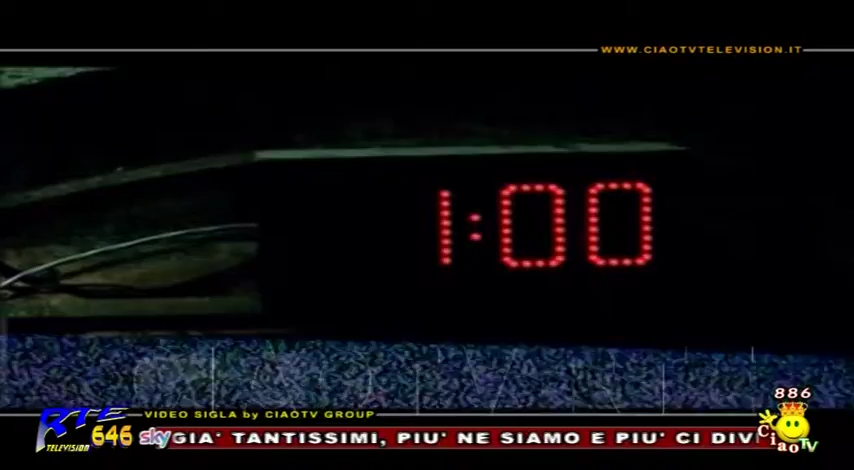 WWW.CIAOTVTELEVISION.IT
1:00
VIDEO SIGLA by CIAOTV GROUP
886
RTE
TELEVISION
646 sky
GIA' TANTISSIMI, PIU' NE SIAMO E PIU' CI DIV
Ciao TV